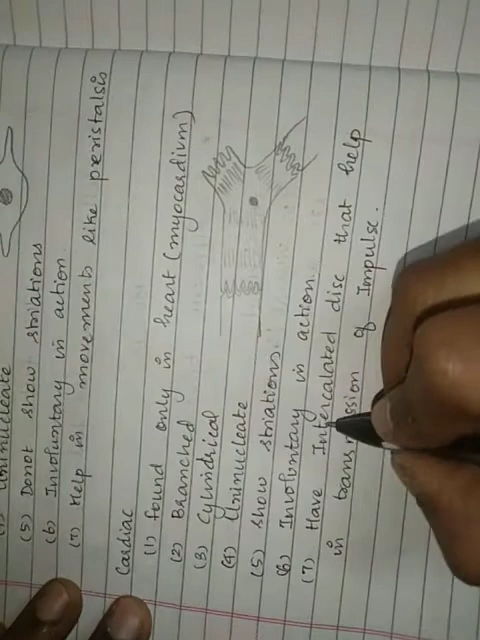 Uninucleate
(5) Donot show striations
(6) Involuntary in action
(7) Help in movements like peristalsis
Cardiac
(1) found only in heart (myocardium)
(2) Branched
(3) Cylindrical
(4) Uninucleate
(5) show striations.
(6) Involuntary in action
(7) Have Intercalated disc that help
in transmission of Impulse.